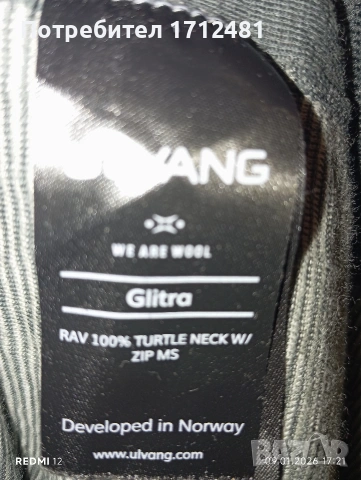 Потребител 1712481
ULVANG
WE ARE WOOL
Glitra
RAV 100% TURTLE NECK W/
ZIP MS
Developed in Norway
www.ulvang.com
REDMI 12
09.01.2026 17:21